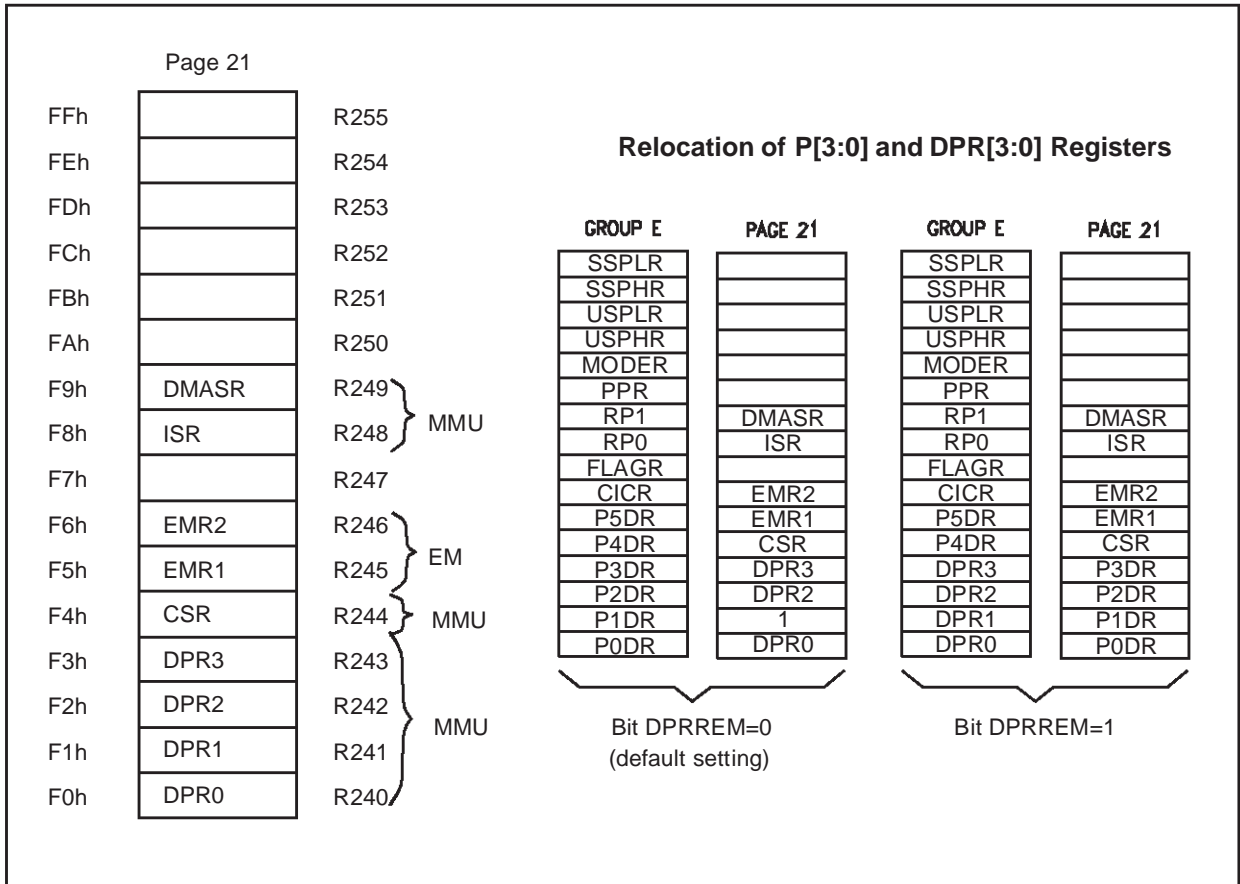 Page 21
FFh R255
FEh R254
FDh R253
FCh R252
FBh R251
FAh R250
F9h DMASR R249
F8h ISR R248
MMU
F7h R247
F6h EMR2 R246
F5h EMR1 R245
EM
F4h CSR R244 MMU
F3h DPR3 R243
F2h DPR2 R242
F1h DPR1 R241
F0h DPR0 R240
MMU
Relocation of P[3:0] and DPR[3:0] Registers
GROUP E PAGE 21 GROUP E PAGE 21
SSPLR SSPLR
SSPHR SSPHR
USPLR USPLR
USPHR USPHR
MODER MODER
PPR PPR
RP1 DMASR RP1 DMASR
RP0 ISR RP0 ISR
FLAGR FLAGR
CICR EMR2 CICR EMR2
P5DR EMR1 P5DR EMR1
P4DR CSR P4DR CSR
P3DR DPR3 DPR3 P3DR
P2DR DPR2 DPR2 P2DR
P1DR 1 DPR1 P1DR
P0DR DPR0 DPR0 P0DR
Bit DPRREM=0 Bit DPRREM=1
(default setting)